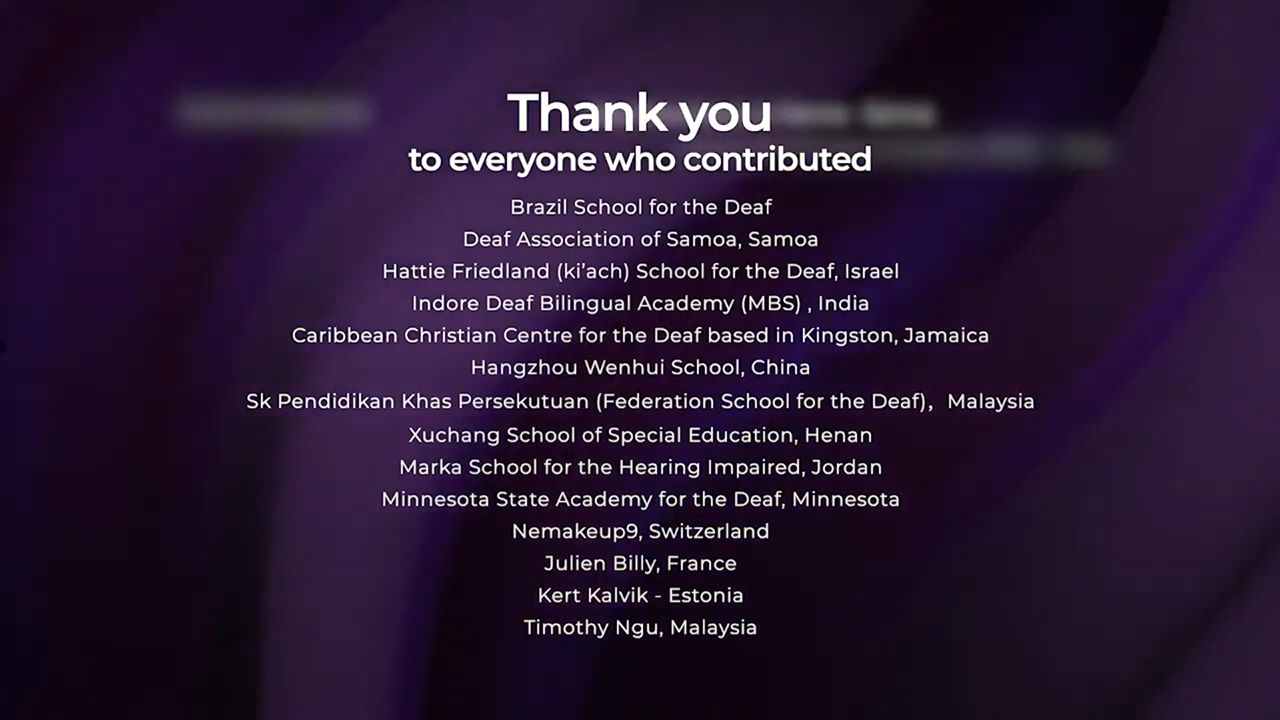 Thank you
to everyone who contributed
Brazil School for the Deaf
Deaf Association of Samoa, Samoa
Hattie Friedland (ki’ach) School for the Deaf, Israel
Indore Deaf Bilingual Academy (MBS) , India
Caribbean Christian Centre for the Deaf based in Kingston, Jamaica
Hangzhou Wenhui School, China
Sk Pendidikan Khas Persekutuan (Federation School for the Deaf)，Malaysia
Xuchang School of Special Education, Henan
Marka School for the Hearing Impaired, Jordan
Minnesota State Academy for the Deaf, Minnesota
Nemakeup9, Switzerland
Julien Billy, France
Kert Kalvik - Estonia
Timothy Ngu, Malaysia